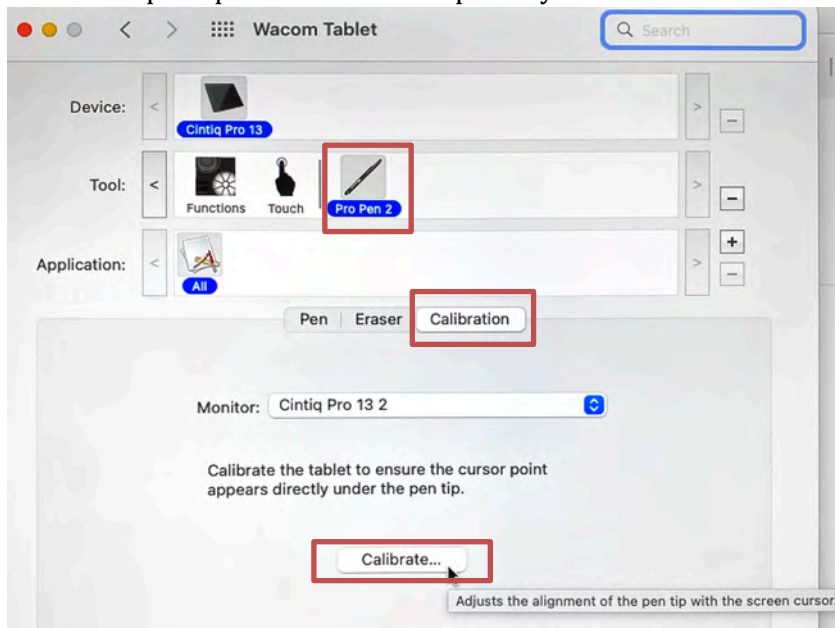 Wacom Tablet
Search
Device:
Cintiq Pro 13
Tool:
Functions Touch Pro Pen 2
Application:
All
Pen Eraser Calibration
Monitor: Cintiq Pro 13 2
Calibrate the tablet to ensure the cursor point
appears directly under the pen tip.
Calibrate...
Adjusts the alignment of the pen tip with the screen cursor